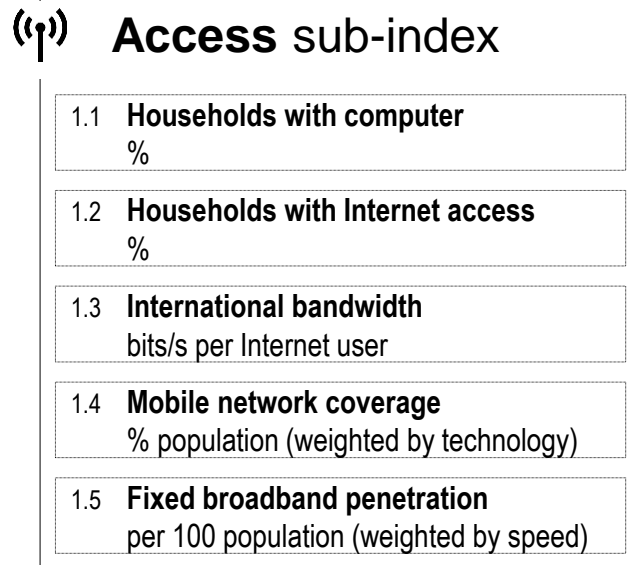 Access sub-index
1.1 Households with computer
%
1.2 Households with Internet access
%
1.3 International bandwidth
bits/s per Internet user
1.4 Mobile network coverage
% population (weighted by technology)
1.5 Fixed broadband penetration
per 100 population (weighted by speed)